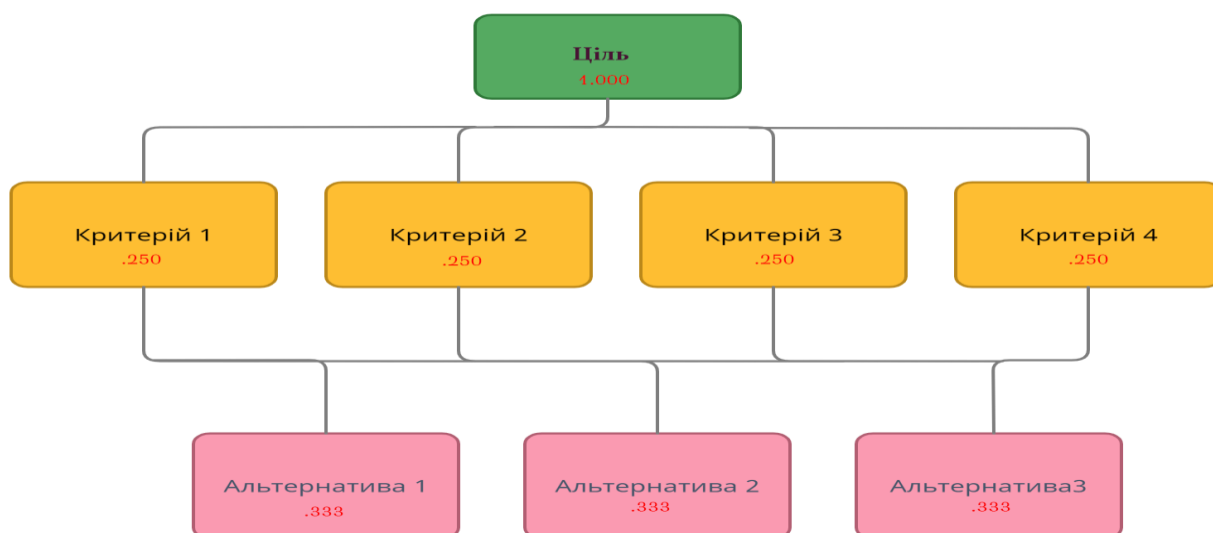 Ціль
1.000
Критерій 1
.250
Критерій 2
.250
Критерій 3
.250
Критерій 4
.250
Альтернатива 1
.333
Альтернатива 2
.333
Альтернатива3
.333